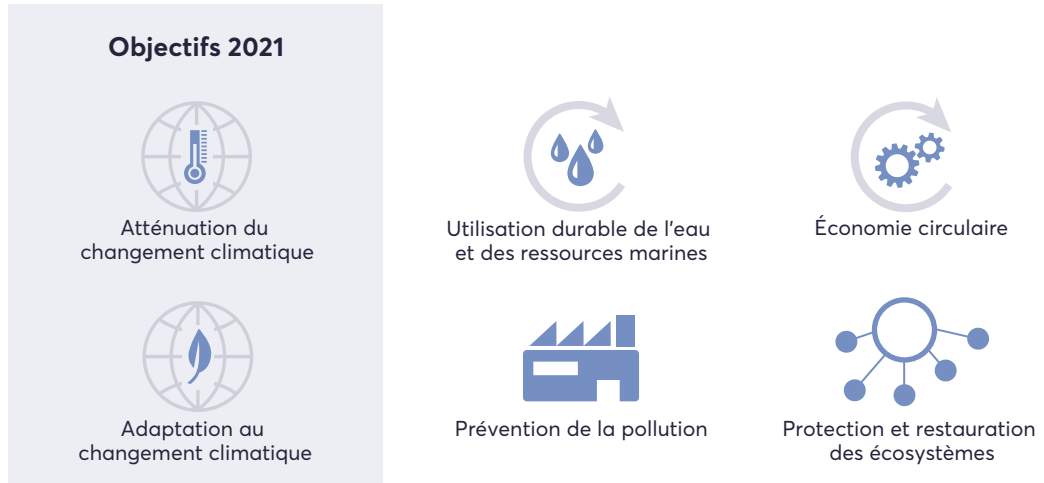 Objectifs 2021
Atténuation du
changement climatique
Utilisation durable de l'eau
et des ressources marines
Économie circulaire
Adaptation au
changement climatique
Prévention de la pollution
Protection et restauration
des écosystèmes